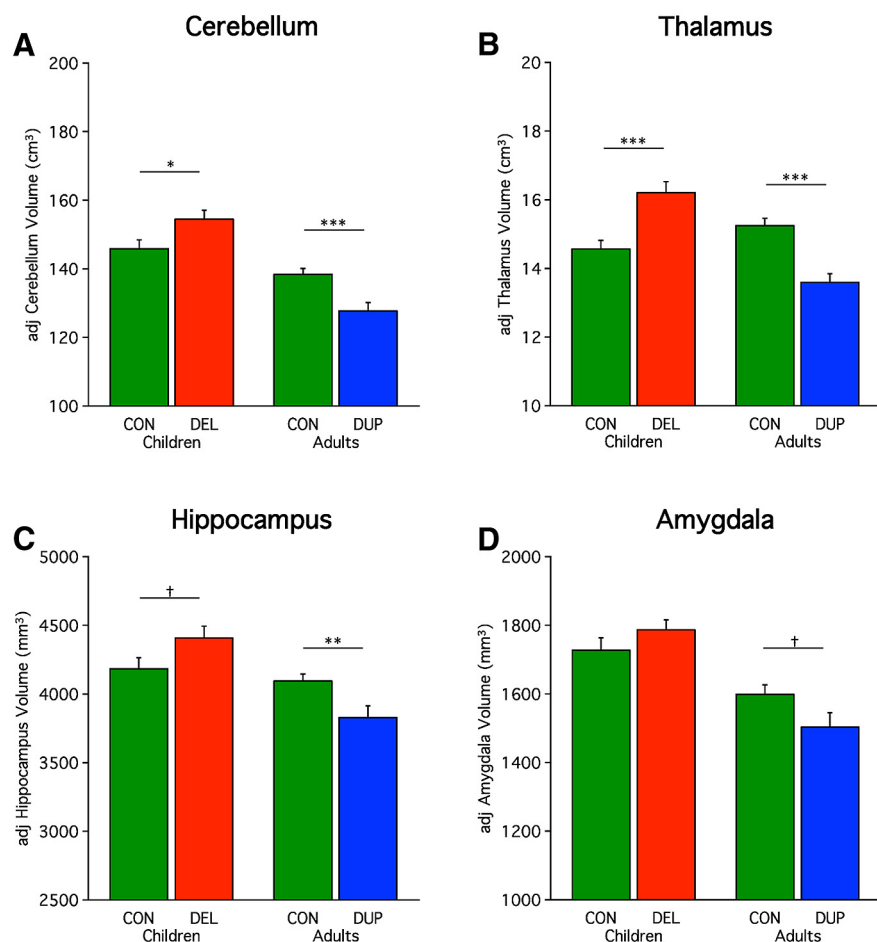 A
Cerebellum
adj Cerebellum Volume (cm³)
200
180
160
140
120
100
*
***
CON DEL CON DUP
Children Adults
B
Thalamus
adj Thalamus Volume (cm³)
20
18
16
14
12
10
***
***
CON DEL CON DUP
Children Adults
C
Hippocampus
adj Hippocampus Volume (mm³)
5000
4500
4000
3500
3000
2500
†
**
CON DEL CON DUP
Children Adults
D
Amygdala
adj Amygdala Volume (mm³)
2000
1800
1600
1400
1200
1000
†
CON DEL CON DUP
Children Adults